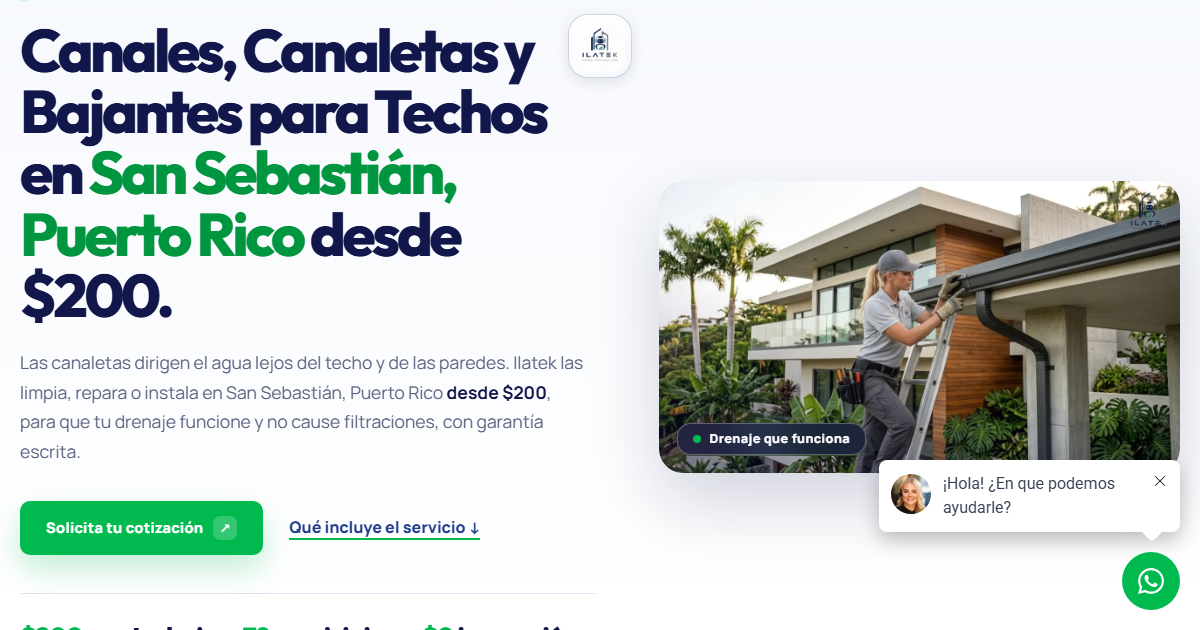 Canales, Canaletas y
Bajantes para Techos
en San Sebastián,
Puerto Rico desde
$200.
ILATEK
Las canaletas dirigen el agua lejos del techo y de las paredes. Ilatek las
limpia, repara o instala en San Sebastián, Puerto Rico desde $200,
para que tu drenaje funcione y no cause filtraciones, con garantía
escrita.
Solicita tu cotización ↗
Qué incluye el servicio ↓
Drenaje que funciona
¡Hola! ¿En que podemos
ayudarle?